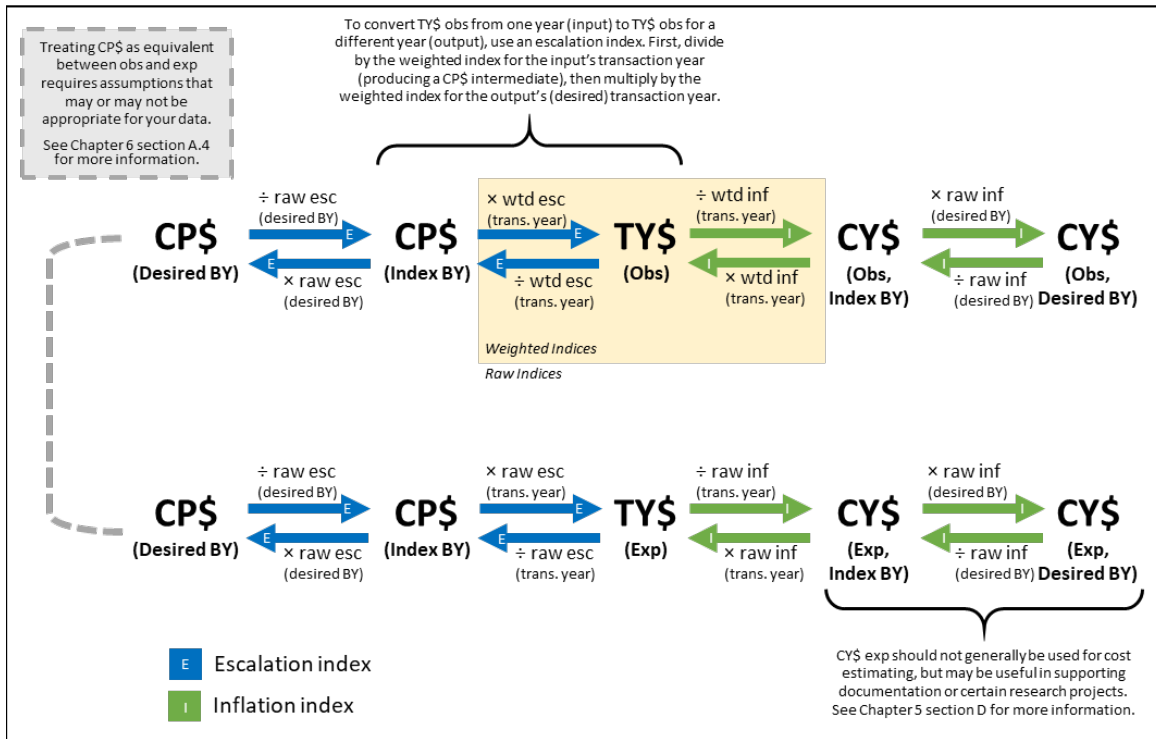 Treating CP$ as equivalent
between obs and exp
requires assumptions that
may or may not be
appropriate for your data.
See Chapter 6 section A.4
for more information.
To convert TY$ obs from one year (input) to TY$ obs for a
different year (output), use an escalation index. First, divide
by the weighted index for the input's transaction year
(producing a CP$ intermediate), then multiply by the
weighted index for the output's (desired) transaction year.
÷ raw esc
(desired BY)
× wtd esc
(trans. year)
÷ wtd inf
(trans. year)
× raw inf
(desired BY)
E
E
I
I
CP$
(Desired BY)
CP$
(Index BY)
TY$
(Obs)
CY$
(Obs,
Index BY)
CY$
(Obs,
Desired BY)
E
E
I
I
× raw esc
(desired BY)
÷ wtd esc
(trans. year)
× wtd inf
(trans. year)
÷ raw inf
(desired BY)
Weighted Indices
Raw Indices
÷ raw esc
(desired BY)
× raw esc
(trans. year)
÷ raw inf
(trans. year)
× raw inf
(desired BY)
E
E
I
I
CP$
(Desired BY)
CP$
(Index BY)
TY$
(Exp)
CY$
(Exp,
Index BY)
CY$
(Exp,
Desired BY)
E
E
I
I
× raw esc
(desired BY)
÷ raw esc
(trans. year)
× raw inf
(trans. year)
÷ raw inf
(desired BY)
E Escalation index
I Inflation index
CY$ exp should not generally be used for cost
estimating, but may be useful in supporting
documentation or certain research projects.
See Chapter 5 section D for more information.